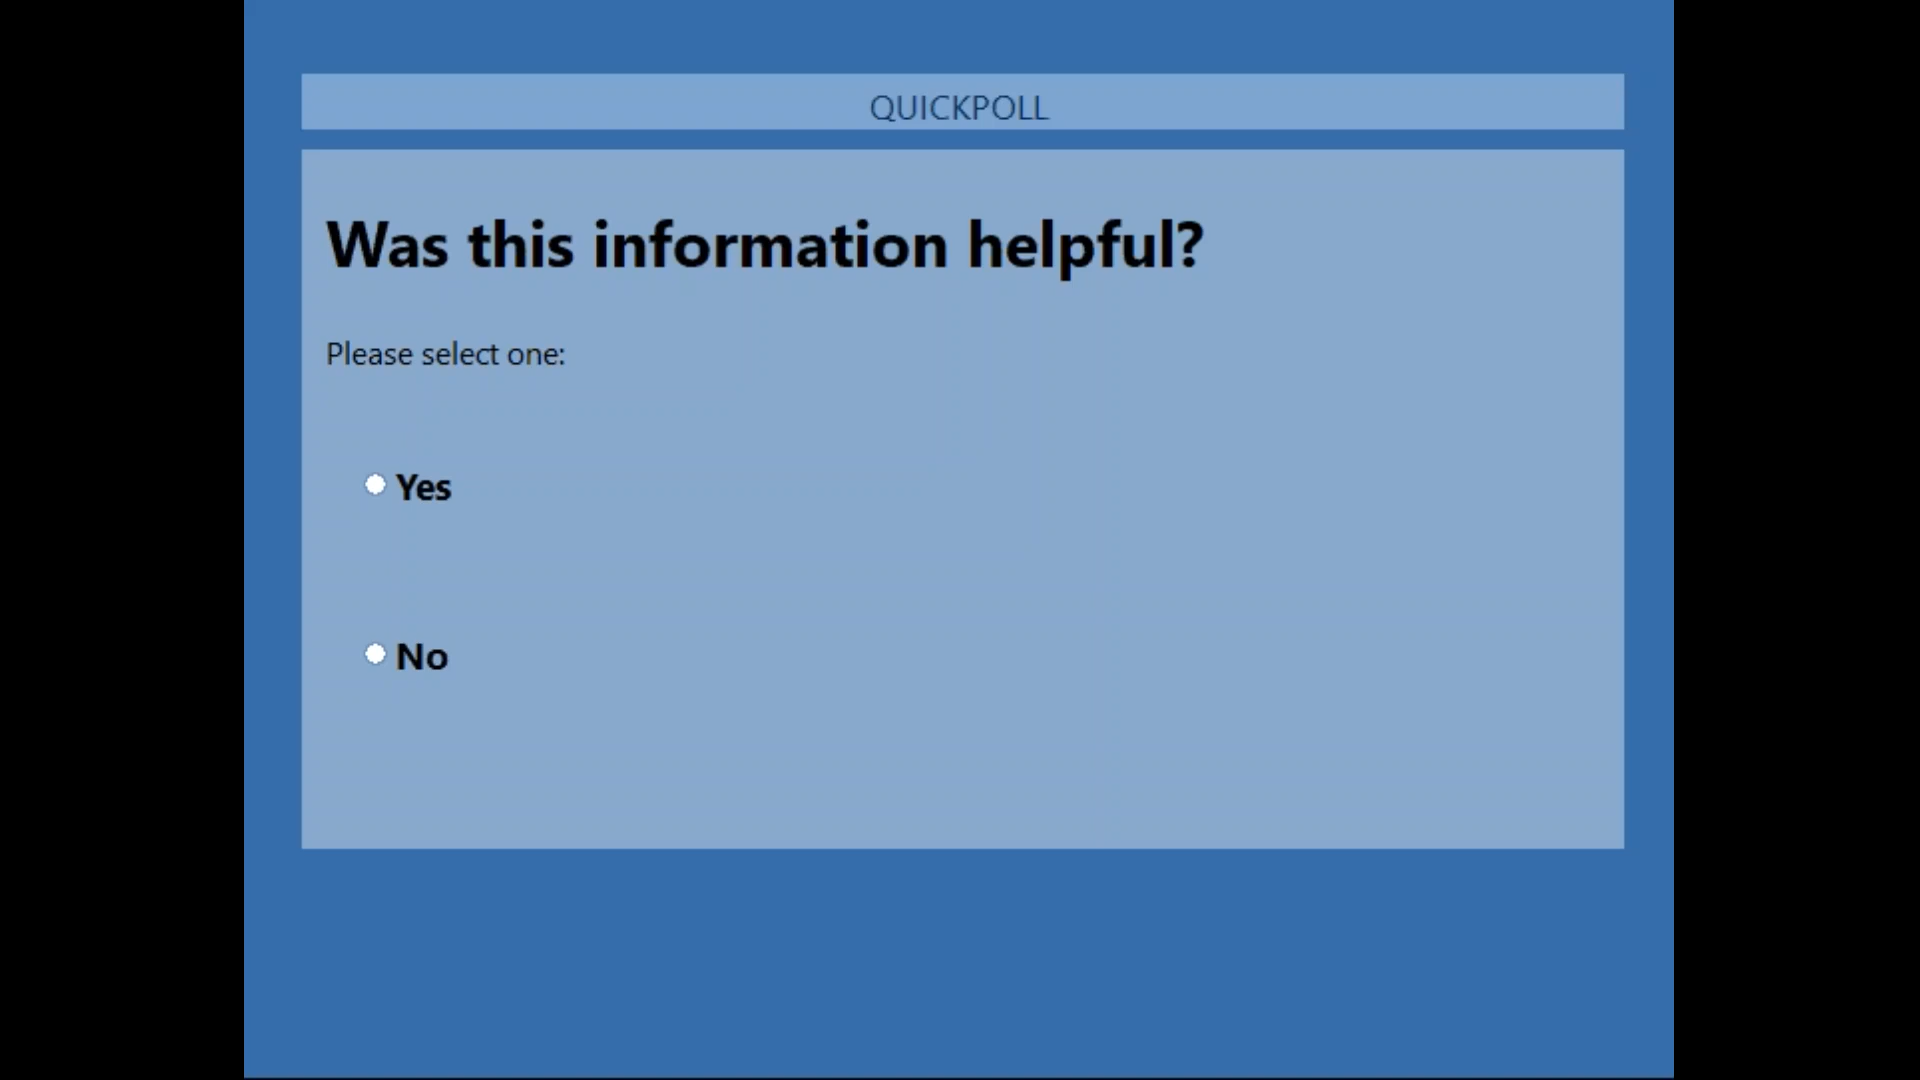 QUICKPOLL
Was this information helpful?
Please select one:
Yes
No